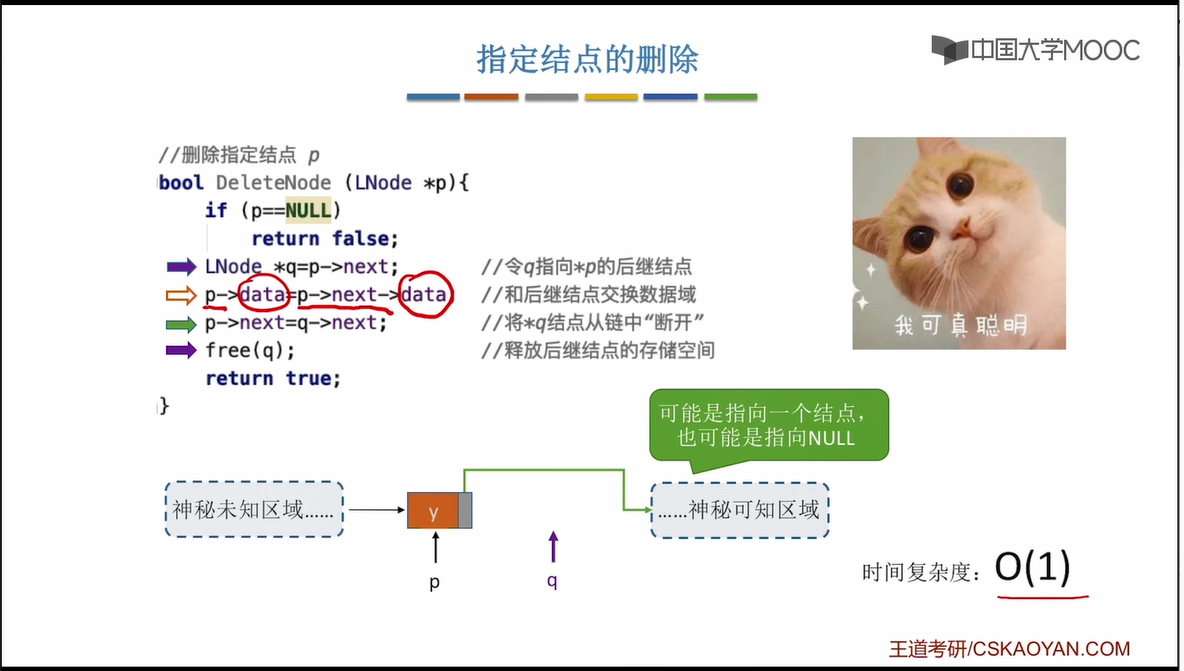 指定结点的删除
中国大学MOOC
//删除指定结点 p
bool DeleteNode (LNode *p){
if (p==NULL)
return false;
LNode *q=p->next; //令q指向*p的后继结点
p->data=p->next->data //和后继结点交换数据域
p->next=q->next; //将*q结点从链中“断开”
free(q); //释放后继结点的存储空间
return true;
}
我可真聪明
可能是指向一个结点，
也可能是指向NULL
神秘未知区域......
y
......神秘可知区域
p
q
时间复杂度：O(1)
王道考研/CSKAOYAN.COM